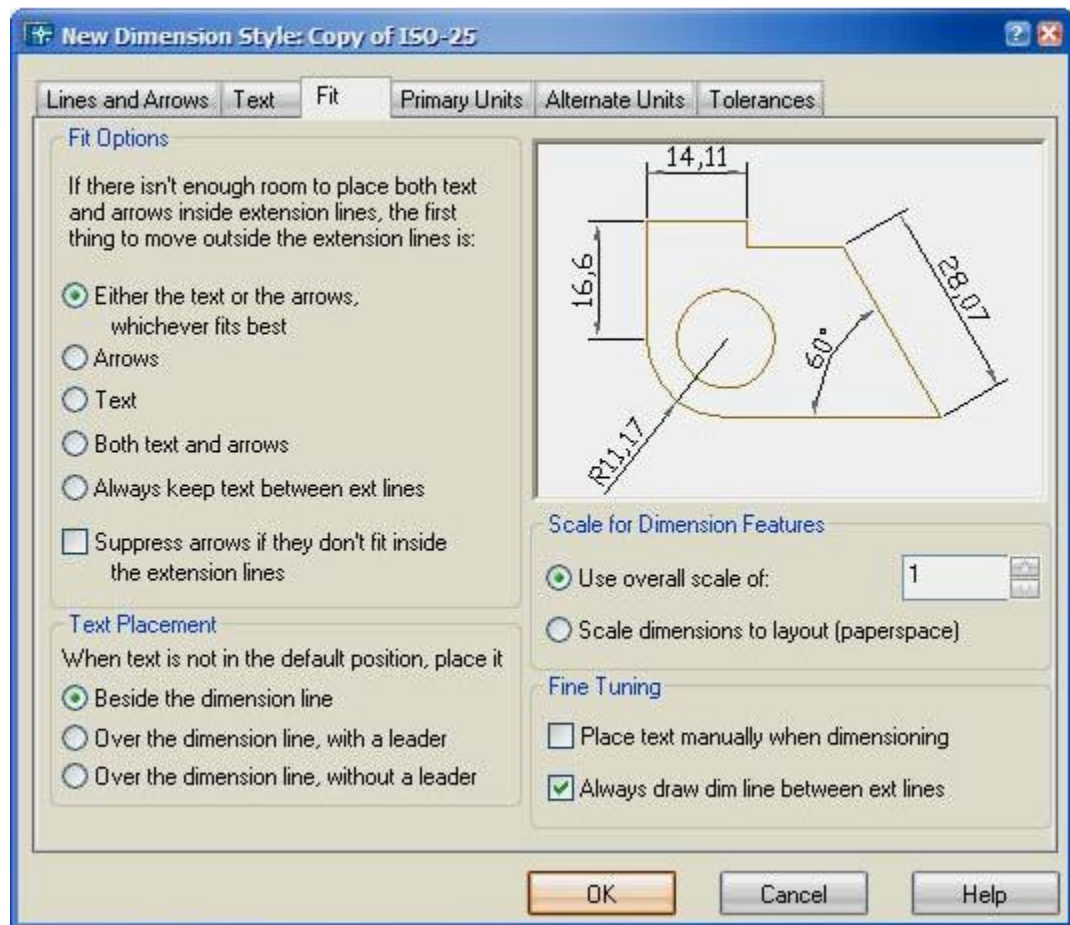 New Dimension Style: Copy of ISO-25
Lines and Arrows Text Fit Primary Units Alternate Units Tolerances
Fit Options
If there isn't enough room to place both text
and arrows inside extension lines, the first
thing to move outside the extension lines is:
Either the text or the arrows,
whichever fits best
Arrows
Text
Both text and arrows
Always keep text between ext lines
Suppress arrows if they don't fit inside
the extension lines
Text Placement
When text is not in the default position, place it
Beside the dimension line
Over the dimension line, with a leader
Over the dimension line, without a leader
14,11
16,6
28,07
60°
R11,17
Scale for Dimension Features
Use overall scale of: 1
Scale dimensions to layout (paperspace)
Fine Tuning
Place text manually when dimensioning
Always draw dim line between ext lines
OK Cancel Help